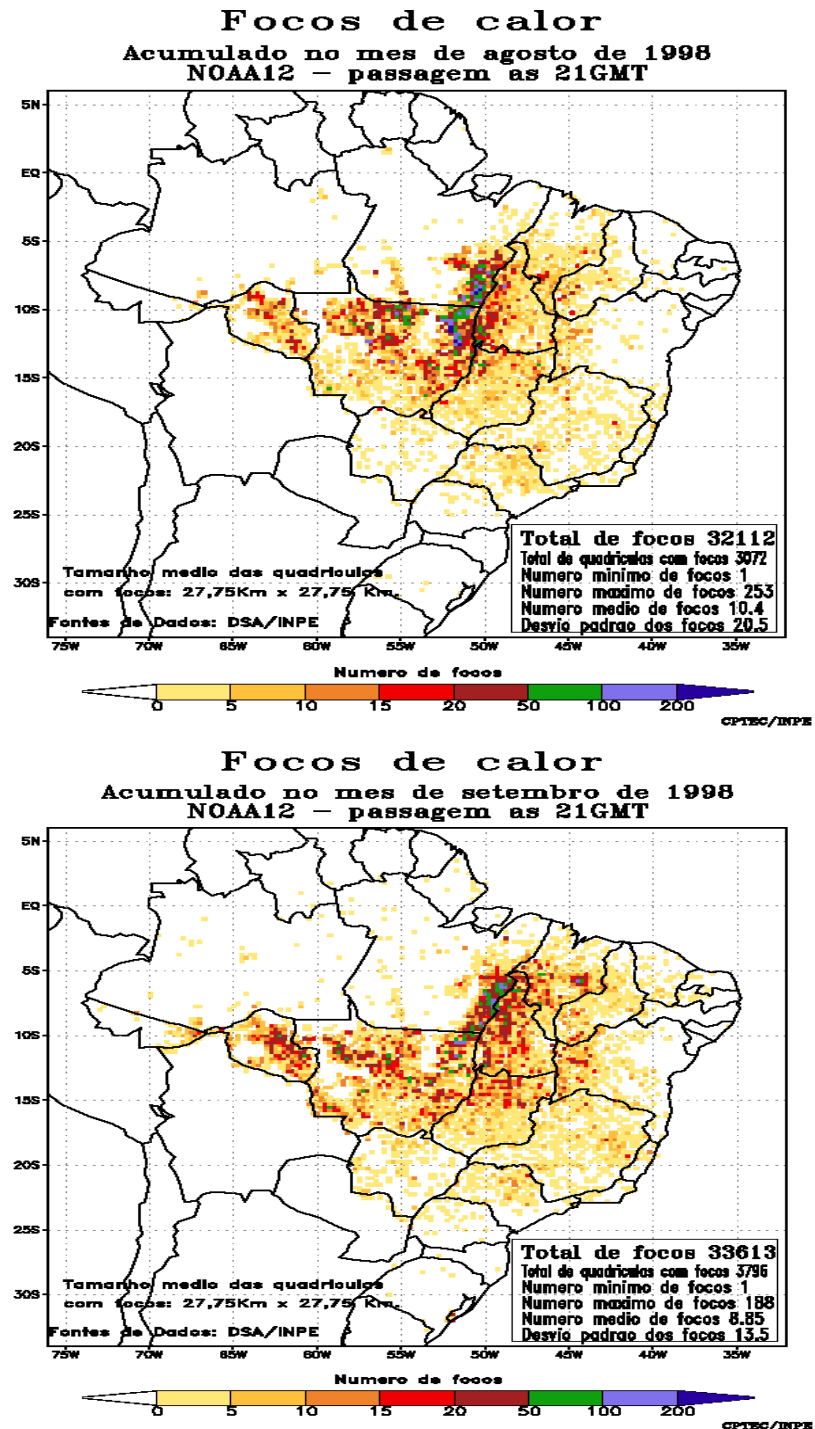 Focos de calor
Acumulado no mes de agosto de 1998
NOAA12 – passagem as 21GMT
5N
EQ
5S
10S
15S
20S
25S
30S
Total de focos 32112
Total de quadriculas com focos 3072
Numero minimo de focos 1
Numero maximo de focos 253
Numero medio de focos 10.4
Desvio padrao dos focos 20.5
Tamanho medio das quadriculas
com focos: 27,75Km x 27,75 Km.
Fontes de Dados: DSA/INPE
75W 70W 65W 60W 55W 50W 45W 40W 35W
Numero de focos
0 5 10 15 20 50 100 200
CPTEC/INPE
Focos de calor
Acumulado no mes de setembro de 1998
NOAA12 – passagem as 21GMT
5N
EQ
5S
10S
15S
20S
25S
30S
Total de focos 33613
Total de quadriculas com focos 3796
Numero minimo de focos 1
Numero maximo de focos 188
Numero medio de focos 8.85
Desvio padrao dos focos 13.5
Tamanho medio das quadriculas
com focos: 27,75Km x 27,75 Km.
Fontes de Dados: DSA/INPE
75W 70W 65W 60W 55W 50W 45W 40W 35W
Numero de focos
0 5 10 15 20 50 100 200
CPTEC/INPE